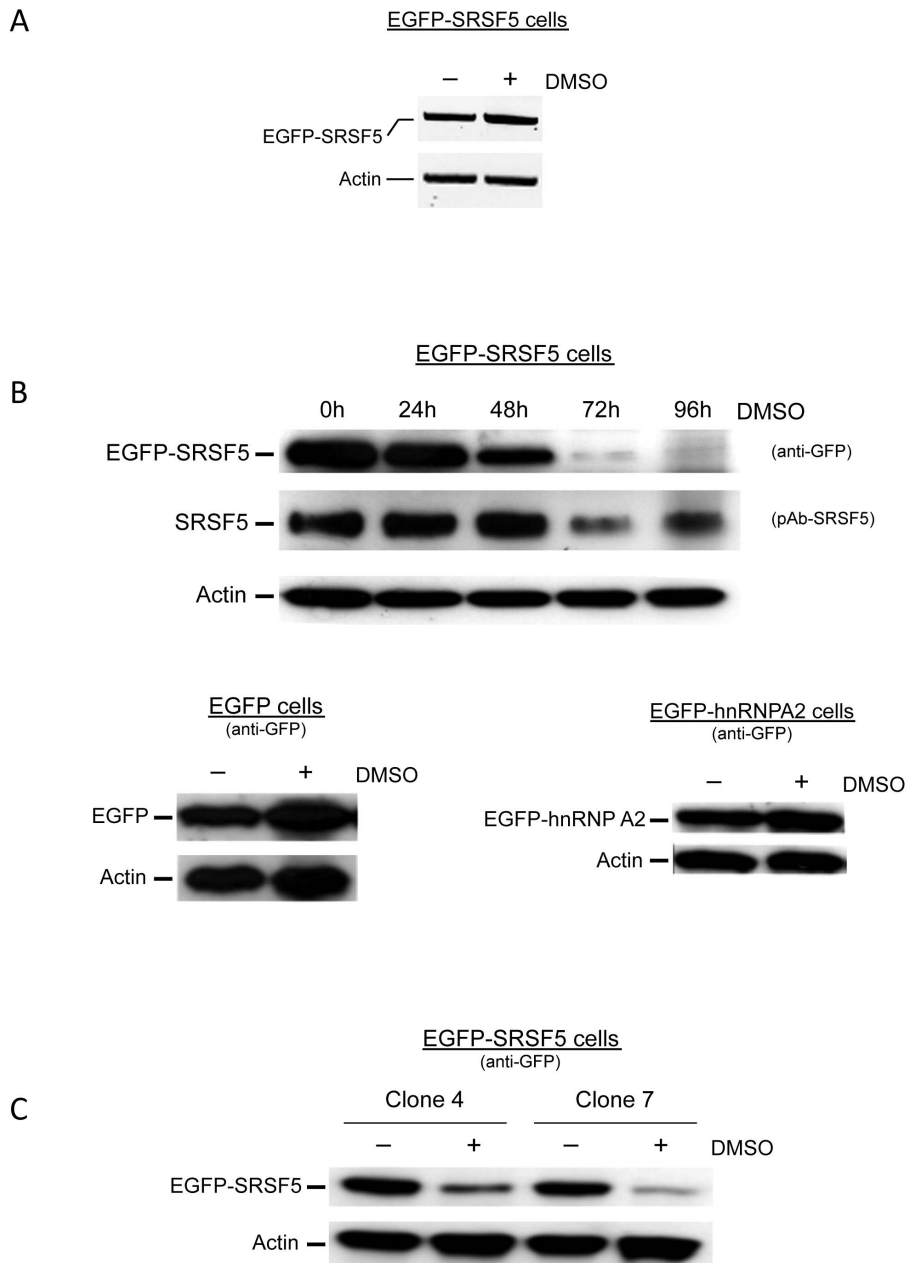 A
EGFP-SRSF5 cells
– + DMSO
EGFP-SRSF5
Actin
EGFP-SRSF5 cells
B
0h 24h 48h 72h 96h DMSO
EGFP-SRSF5 (anti-GFP)
SRSF5 (pAb-SRSF5)
Actin
EGFP cells
(anti-GFP)
– + DMSO
EGFP
Actin
EGFP-hnRNPA2 cells
(anti-GFP)
– + DMSO
EGFP-hnRNP A2
Actin
EGFP-SRSF5 cells
(anti-GFP)
C
Clone 4 Clone 7
– + – + DMSO
EGFP-SRSF5
Actin